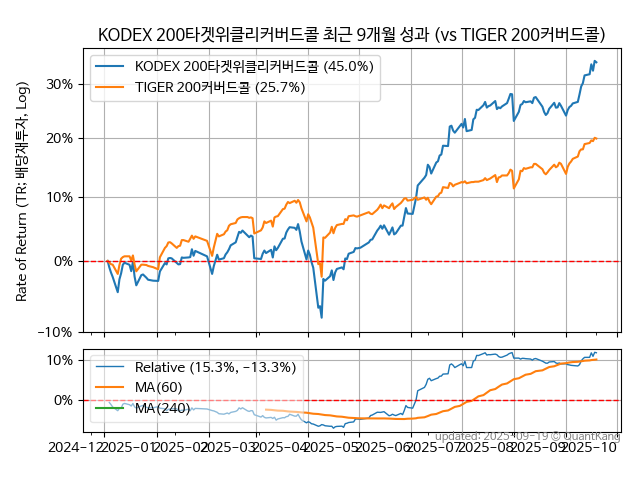 KODEX 200타겟위클리커버드콜 최근 9개월 성과 (vs TIGER 200커버드콜)
Rate of Return (TR: 배당재투자, Log)
KODEX 200타겟위클리커버드콜 (45.0%)
TIGER 200커버드콜 (25.7%)
30%
20%
10%
0%
−10%
Relative (15.3%, −13.3%)
MA(60)
MA(240)
10%
0%
updated: 2025-09-19 © QuantKang
2024-12
2025-01
2025-02
2025-03
2025-04
2025-05
2025-06
2025-07
2025-08
2025-09
2025-10